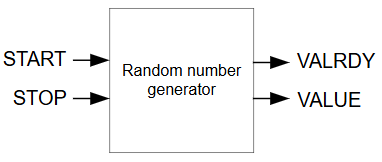 START
STOP
Random number
generator
VALRDY
VALUE